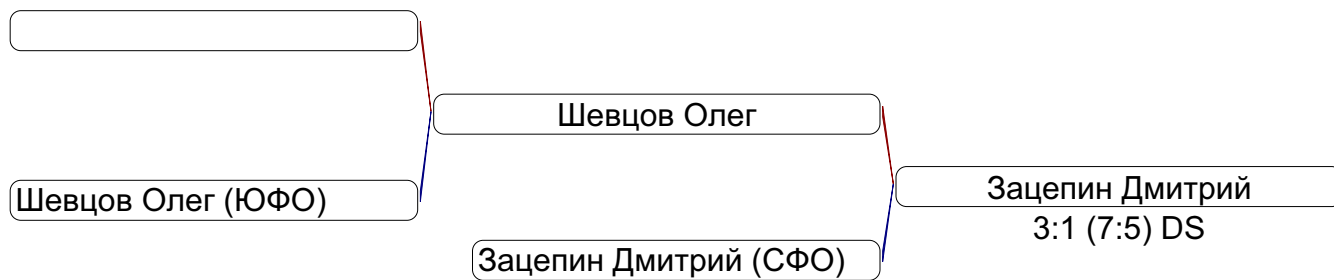 Шевцов Олег
Шевцов Олег (ЮФО)
Зацепин Дмитрий
3:1 (7:5) DS
Зацепин Дмитрий (СФО)